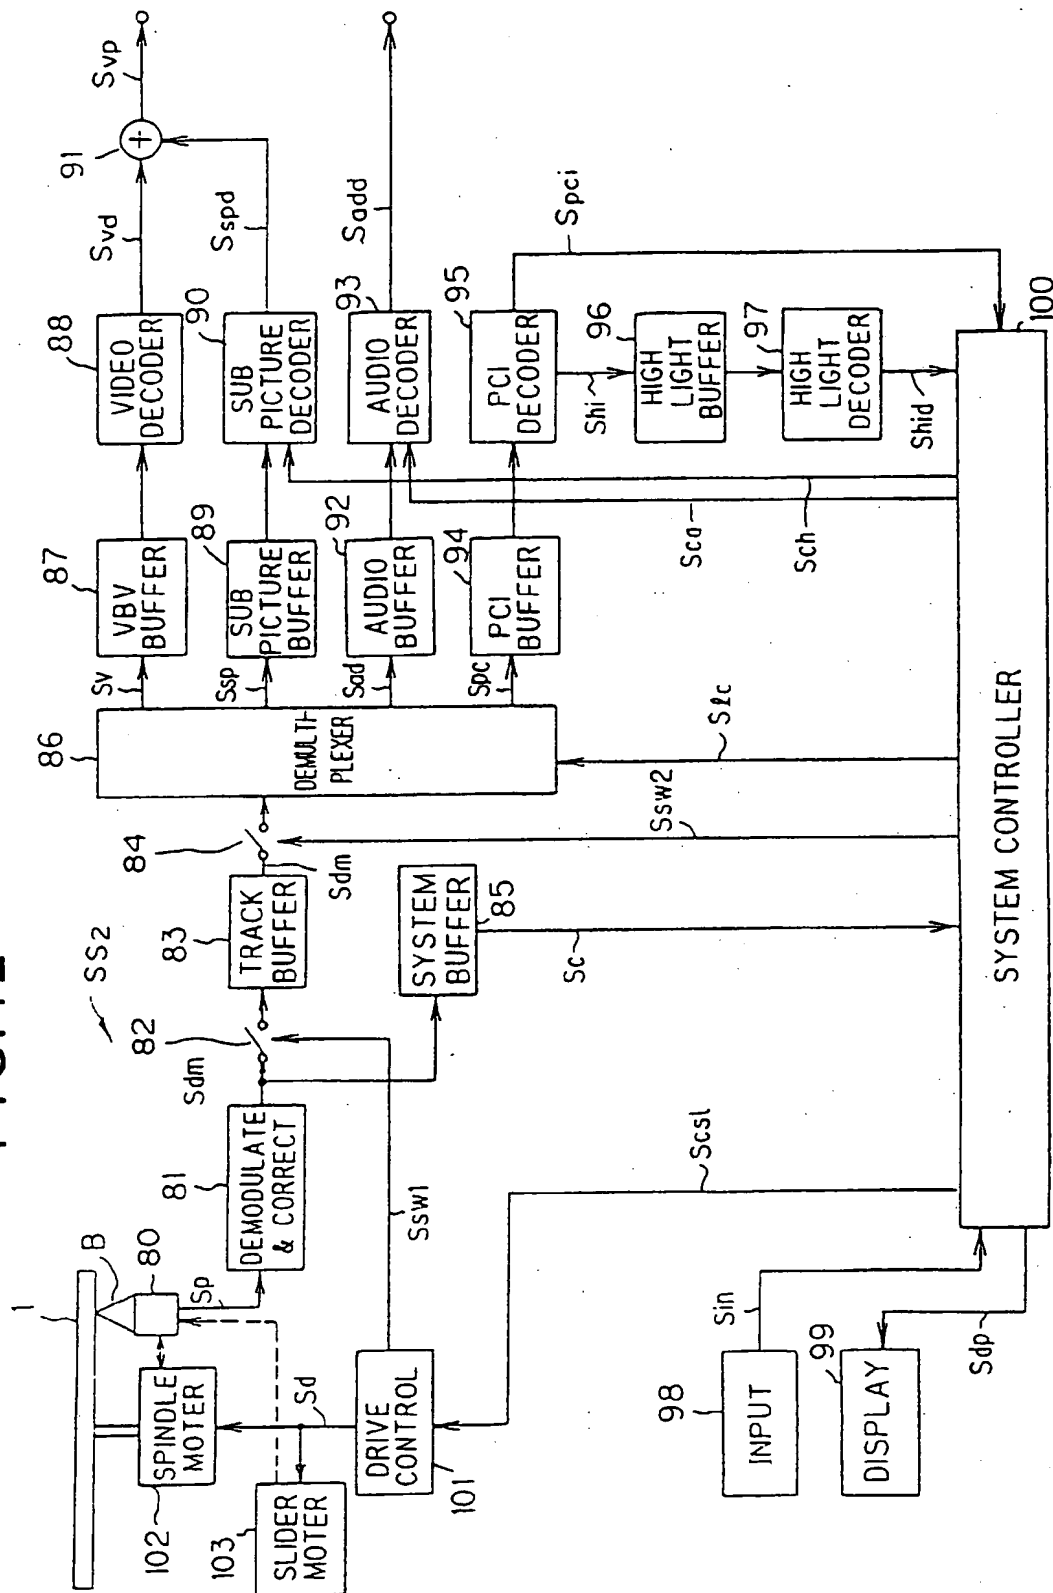 SS2
1
B
80
Sp
81
DEMODULATE
& CORRECT
Sdm
82
83
TRACK
BUFFER
Sdm
84
86
DEMULTI-
PLEXER
Sv
87
VBV
BUFFER
88
VIDEO
DECODER
Svd
91
+
Svp
Ssp
89
SUB
PICTURE
BUFFER
90
SUB
PICTURE
DECODER
Sspd
Sad
92
AUDIO
BUFFER
93
AUDIO
DECODER
Sadd
Spc
94
PCI
BUFFER
95
PCI
DECODER
Spci
Shi
96
HIGH
LIGHT
BUFFER
97
HIGH
LIGHT
DECODER
Shid
Sca
Sch
Slc
Ssw2
SYSTEM
BUFFER
85
Sc
Ssw1
Scsl
102
SPINDLE
MOTER
103
SLIDER
MOTER
Sd
DRIVE
CONTROL
101
98
INPUT
Sin
99
DISPLAY
Sdp
SYSTEM CONTROLLER
100